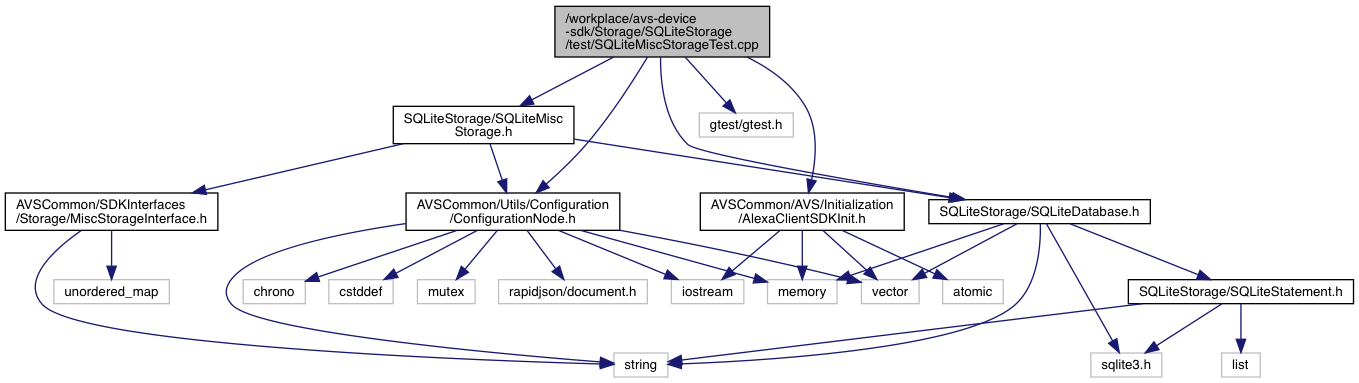 /workplace/avs-device
-sdk/Storage/SQLiteStorage
/test/SQLiteMiscStorageTest.cpp
SQLiteStorage/SQLiteMisc
Storage.h
gtest/gtest.h
AVSCommon/SDKInterfaces
/Storage/MiscStorageInterface.h
AVSCommon/Utils/Configuration
/ConfigurationNode.h
AVSCommon/AVS/Initialization
/AlexaClientSDKInit.h
SQLiteStorage/SQLiteDatabase.h
unordered_map
chrono
cstddef
mutex
rapidjson/document.h
iostream
memory
vector
atomic
SQLiteStorage/SQLiteStatement.h
string
sqlite3.h
list